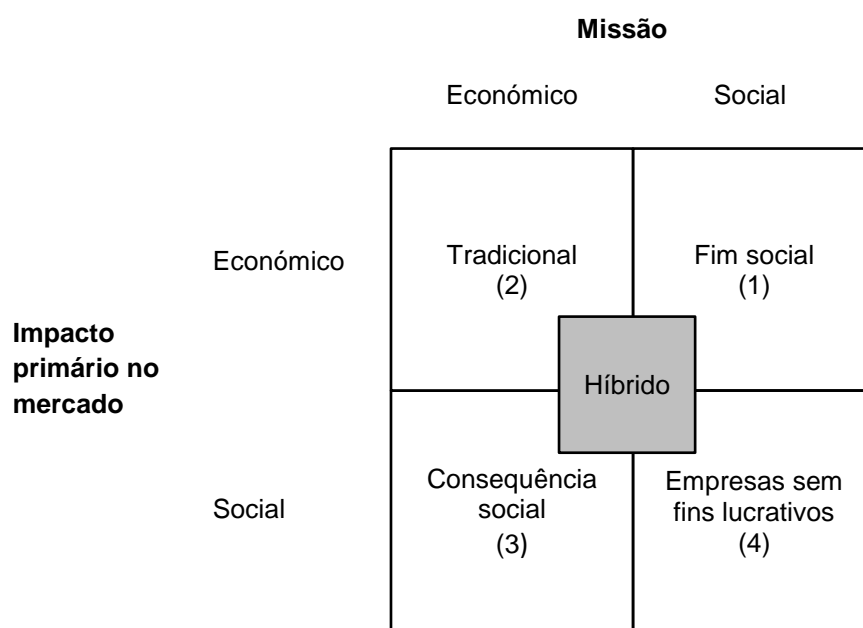 Missão
Económico Social
Económico
Tradicional
(2)
Fim social
(1)
Impacto
primário no
mercado
Híbrido
Social
Consequência
social
(3)
Empresas sem
fins lucrativos
(4)